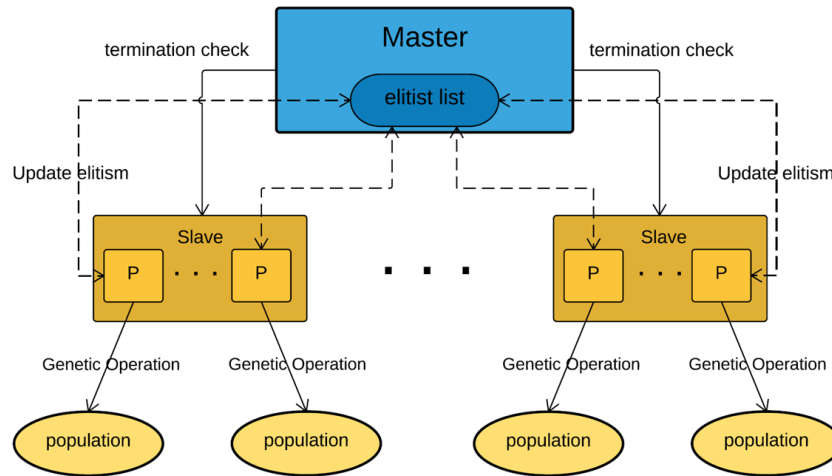 Master
termination check
termination check
elitist list
Update elitism
Update elitism
Slave
Slave
P . . . P
. . .
P . . . P
Genetic Operation
Genetic Operation
Genetic Operation
Genetic Operation
population
population
population
population